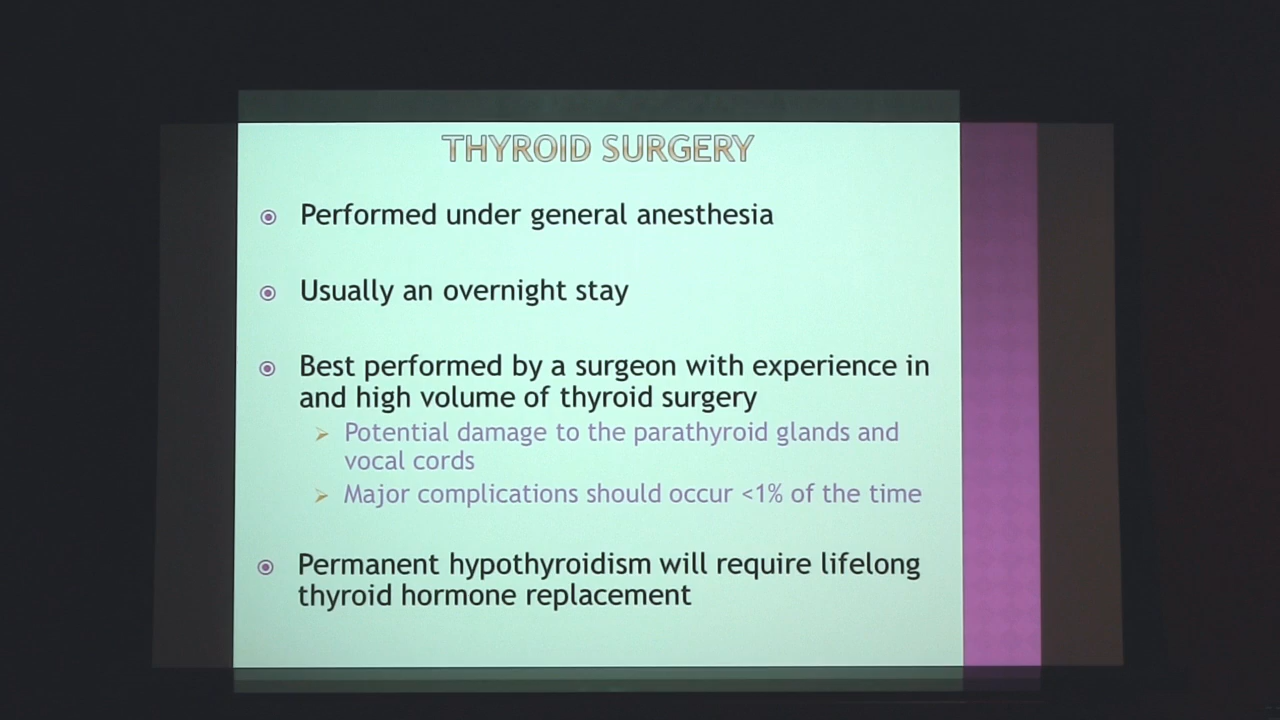 THYROID SURGERY
Performed under general anesthesia
Usually an overnight stay
Best performed by a surgeon with experience in
and high volume of thyroid surgery
Potential damage to the parathyroid glands and
vocal cords
Major complications should occur <1% of the time
Permanent hypothyroidism will require lifelong
thyroid hormone replacement